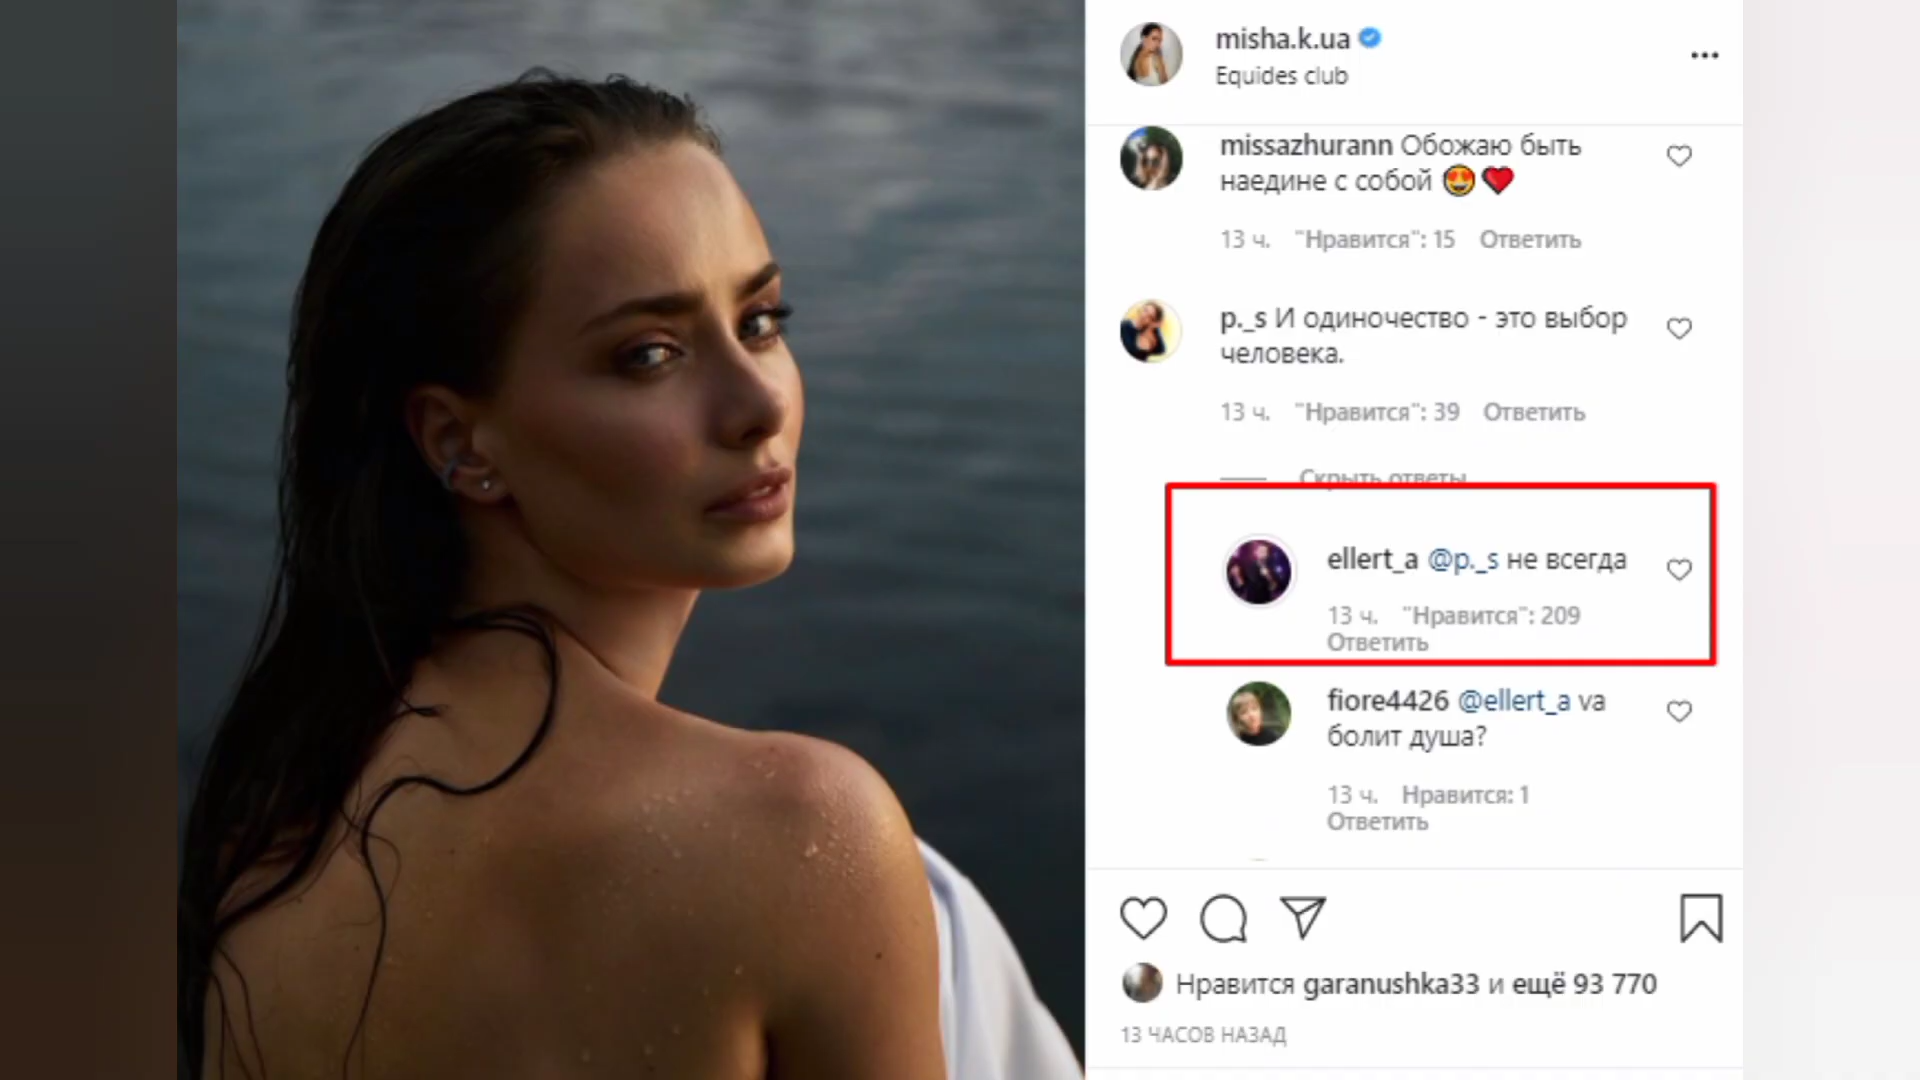 misha.k.ua
Equides club
missazhurann Обожаю быть
наедине с собой 😍❤️
13 ч. "Нравится": 15 Ответить
p._s И одиночество - это выбор
человека.
13 ч. "Нравится": 39 Ответить
Скрыть ответы
ellert_a @p._s не всегда
13 ч. "Нравится": 209
Ответить
fiore4426 @ellert_a va
болит душа?
13 ч. Нравится: 1
Ответить
Нравится garanushka33 и ещё 93 770
13 ЧАСОВ НАЗАД